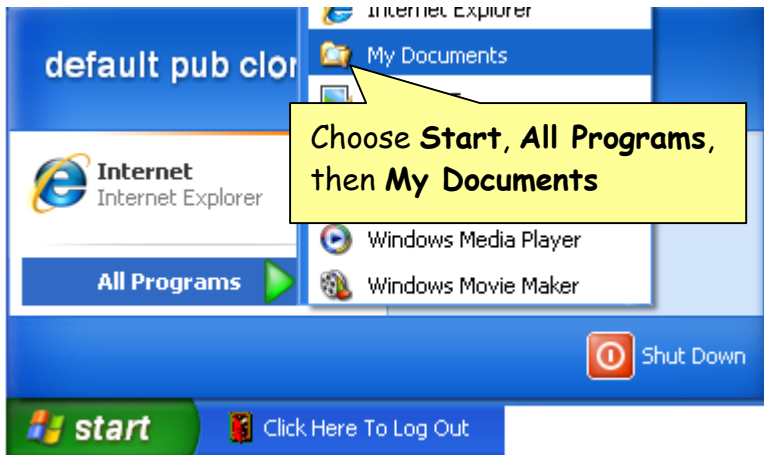 Internet Explorer
My Documents
default pub clon
Choose Start, All Programs,
then My Documents
Internet
Internet Explorer
Windows Media Player
All Programs
Windows Movie Maker
Shut Down
start
Click Here To Log Out